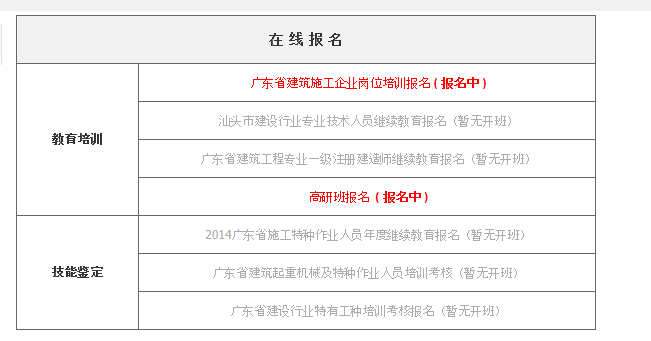 在线报名
教育培训
广东省建筑施工企业岗位培训报名（报名中）
汕头市建设行业专业技术人员继续教育报名（暂无开班）
广东省建筑工程专业一级注册建造师继续教育报名（暂无开班）
高研班报名（报名中）
技能鉴定
2014广东省施工特种作业人员年度继续教育报名（暂无开班）
广东省建筑起重机械及特种作业人员培训考核（暂无开班）
广东省建设行业特有工种培训考核报名（暂无开班）